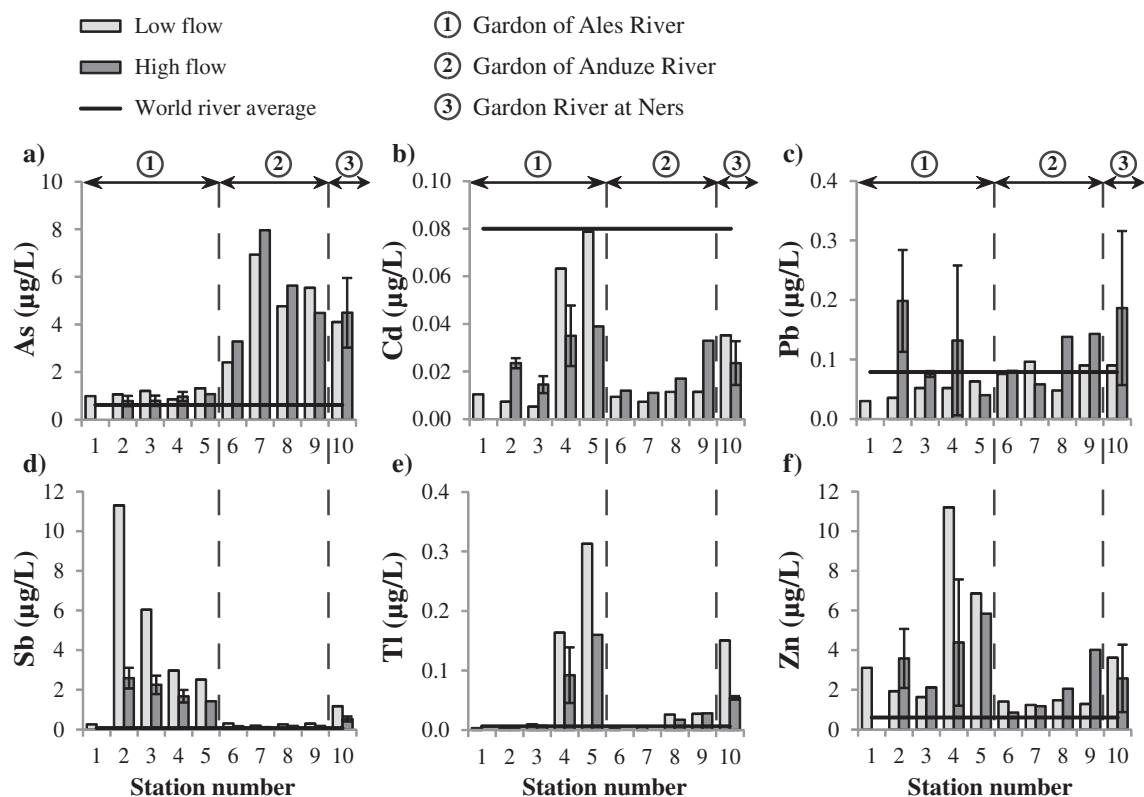 Low flow
High flow
World river average
1 Gardon of Ales River
2 Gardon of Anduze River
3 Gardon River at Ners
a)
1 2 3
10
8
6
4
2
0
As (µg/L)
1 2 3 4 5 6 7 8 9 10
b)
1 2 3
0.10
0.08
0.06
0.04
0.02
0.00
Cd (µg/L)
1 2 3 4 5 6 7 8 9 10
c)
1 2 3
0.4
0.3
0.2
0.1
0.0
Pb (µg/L)
1 2 3 4 5 6 7 8 9 10
d)
12
10
8
6
4
2
0
Sb (µg/L)
1 2 3 4 5 6 7 8 9 10
Station number
e)
0.4
0.3
0.2
0.1
0.0
Tl (µg/L)
1 2 3 4 5 6 7 8 9 10
Station number
f)
12
10
8
6
4
2
0
Zn (µg/L)
1 2 3 4 5 6 7 8 9 10
Station number